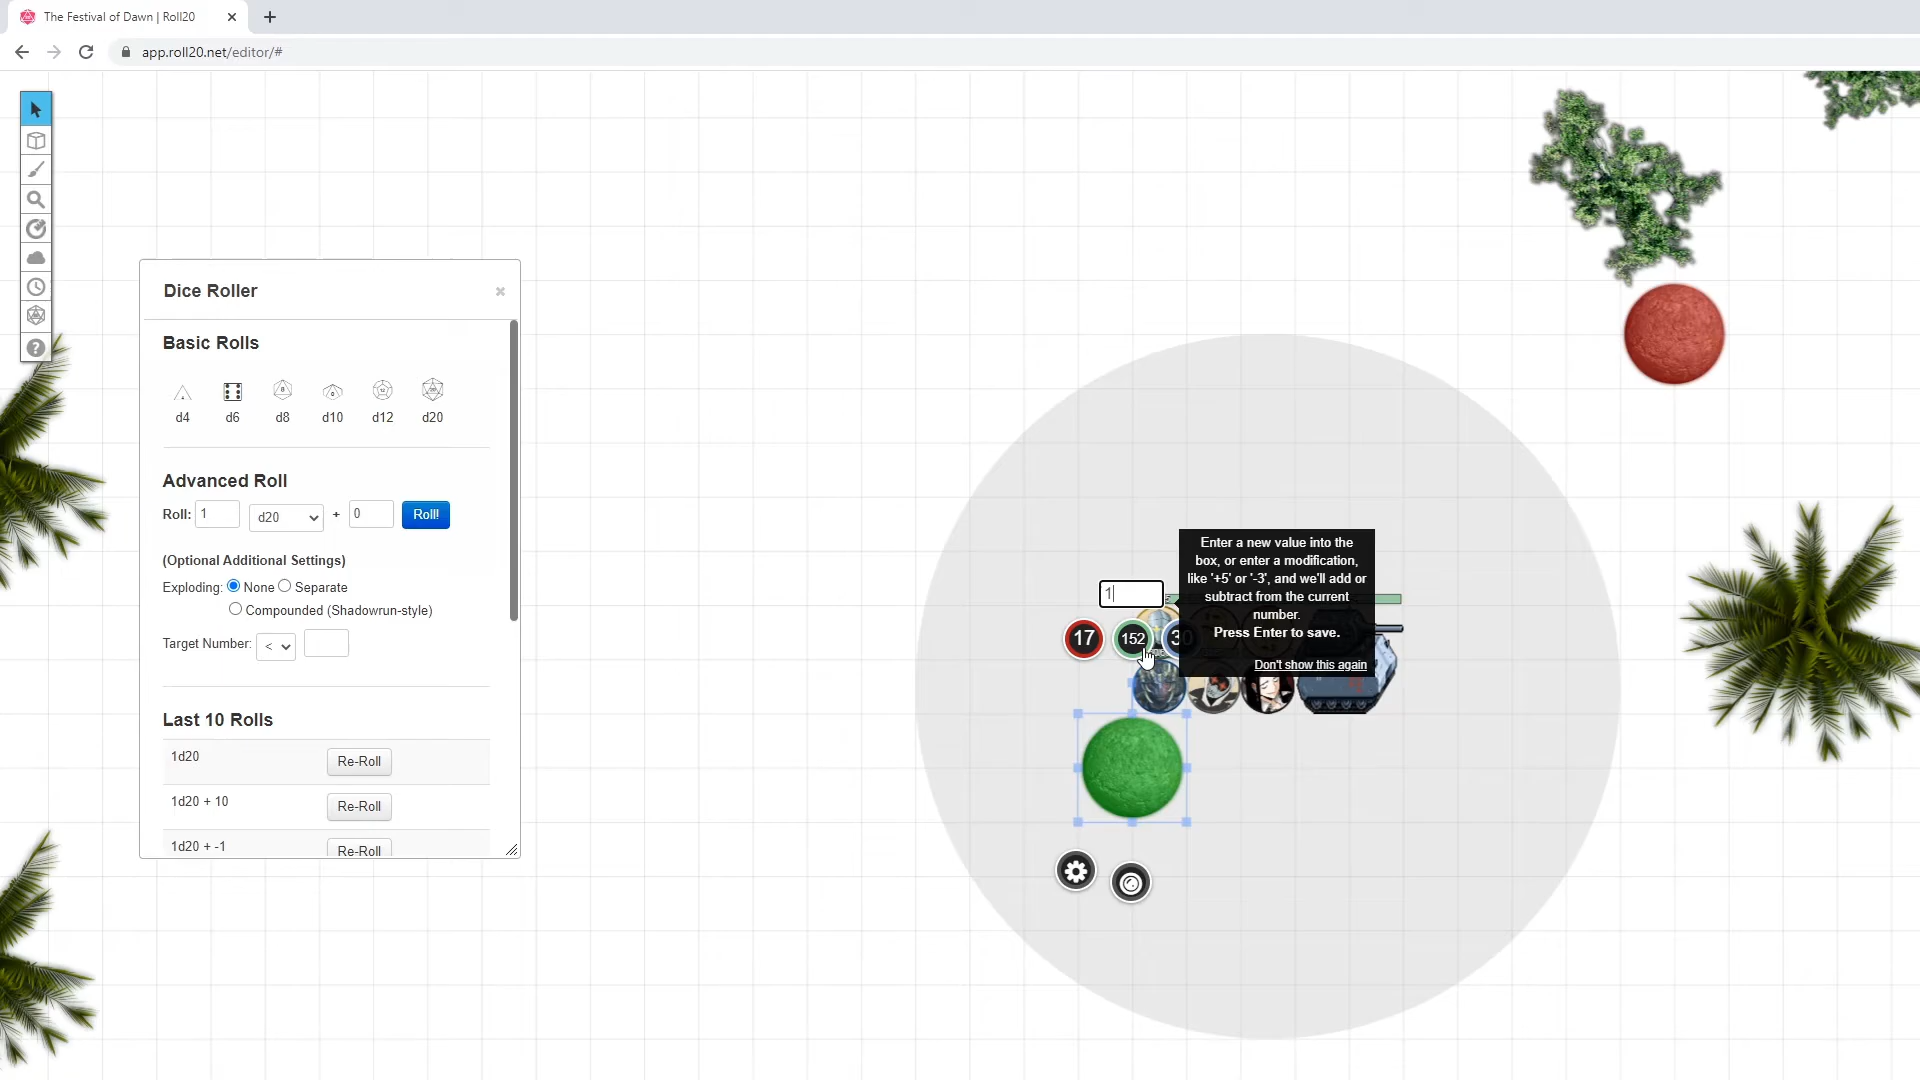 The Festival of Dawn | Roll20
app.roll20.net/editor/#
Dice Roller
Basic Rolls
d4 d6 d8 d10 d12 d20
Advanced Roll
Roll: 1 d20 + 0 Roll!
(Optional Additional Settings)
Exploding: None Separate
Compounded (Shadowrun-style)
Target Number: <
Last 10 Rolls
1d20 Re-Roll
1d20 + 10 Re-Roll
1d20 + -1 Re-Roll
Enter a new value into the
box, or enter a modification,
like '+5' or '-3', and we'll add or
subtract from the current
number.
Press Enter to save.
Don't show this again
1
17 152